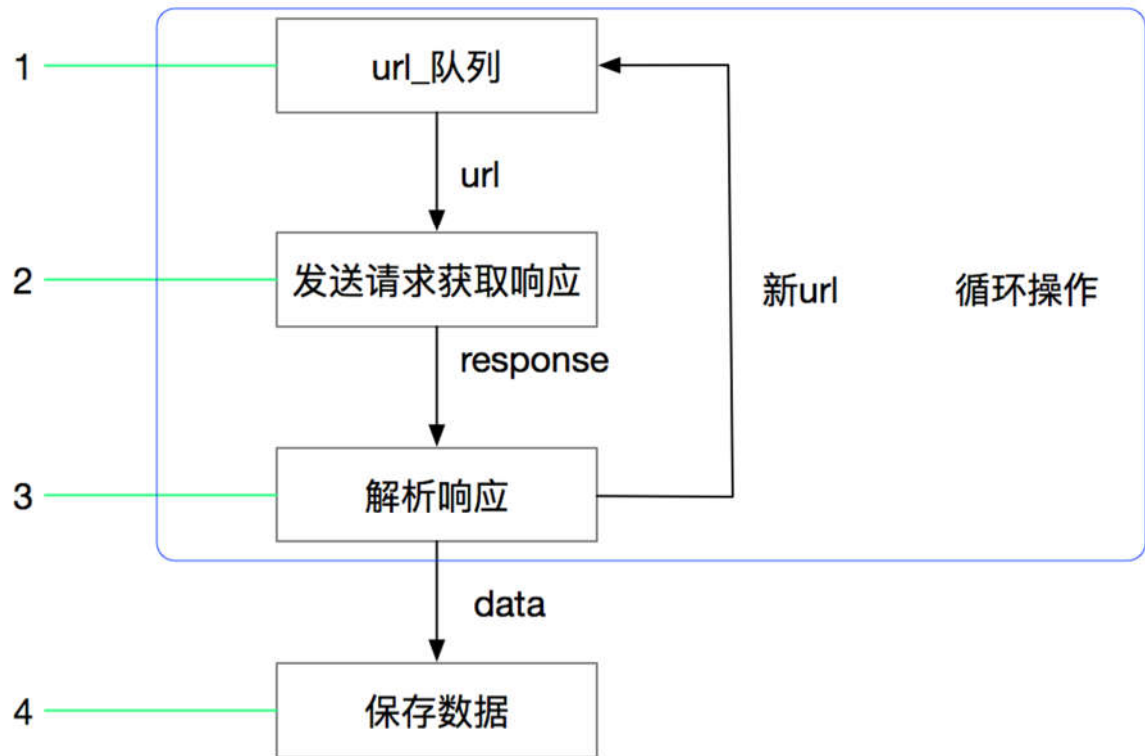 1
url_队列
url
2
发送请求获取响应
新url
循环操作
response
3
解析响应
data
4
保存数据